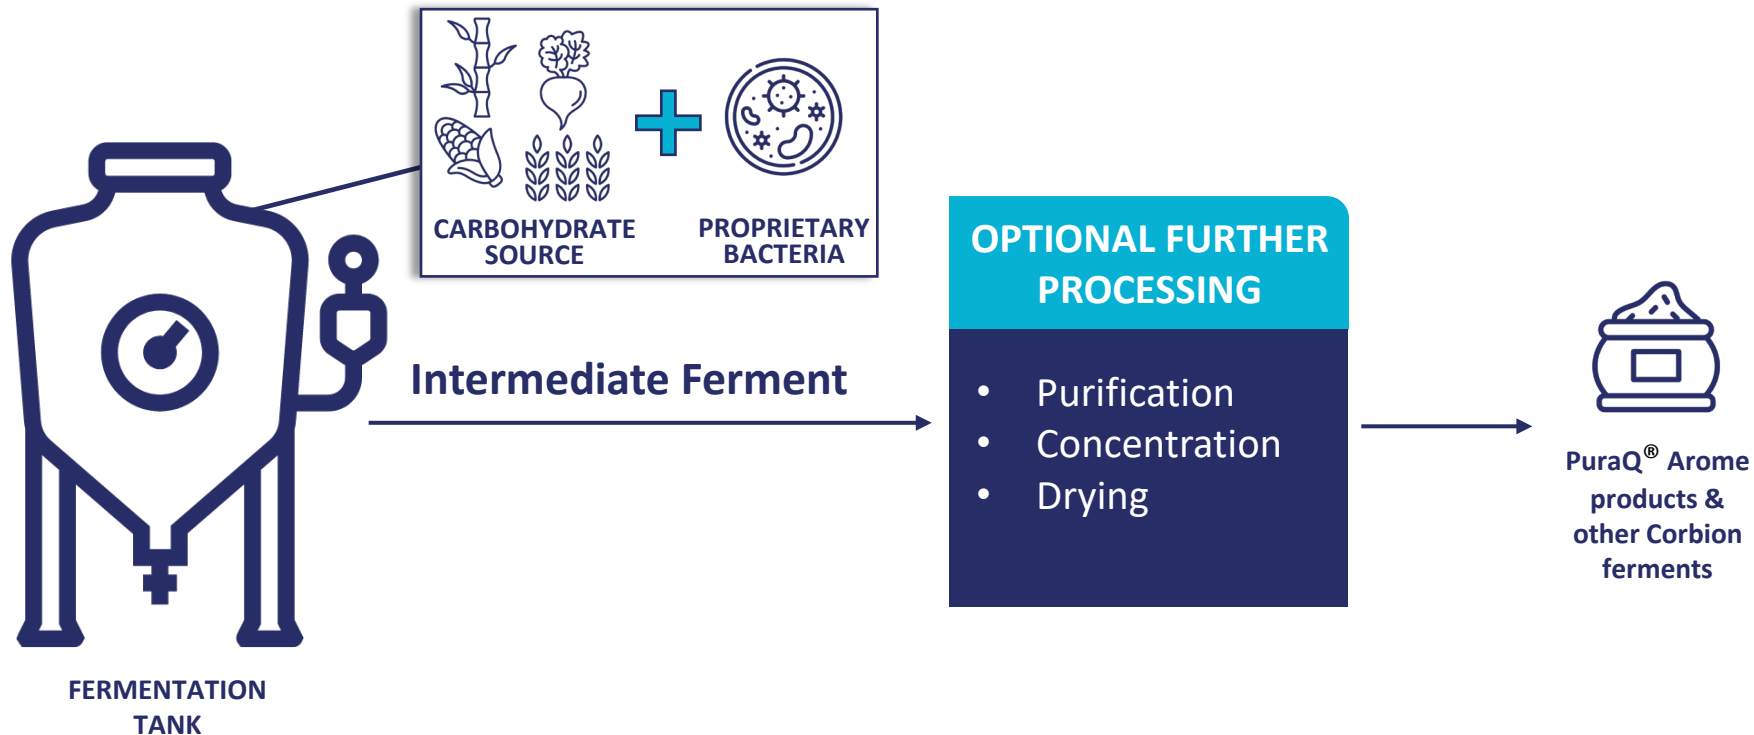 CARBOHYDRATE
SOURCE
PROPRIETARY
BACTERIA
FERMENTATION
TANK
Intermediate Ferment
OPTIONAL FURTHER
PROCESSING
• Purification
• Concentration
• Drying
PuraQ® Arome
products &
other Corbion
ferments